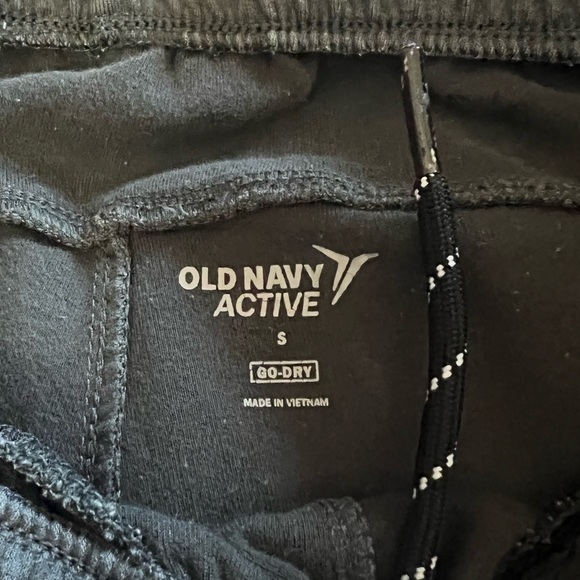 OLD NAVY
ACTIVE
S
GO-DRY
MADE IN VIETNAM